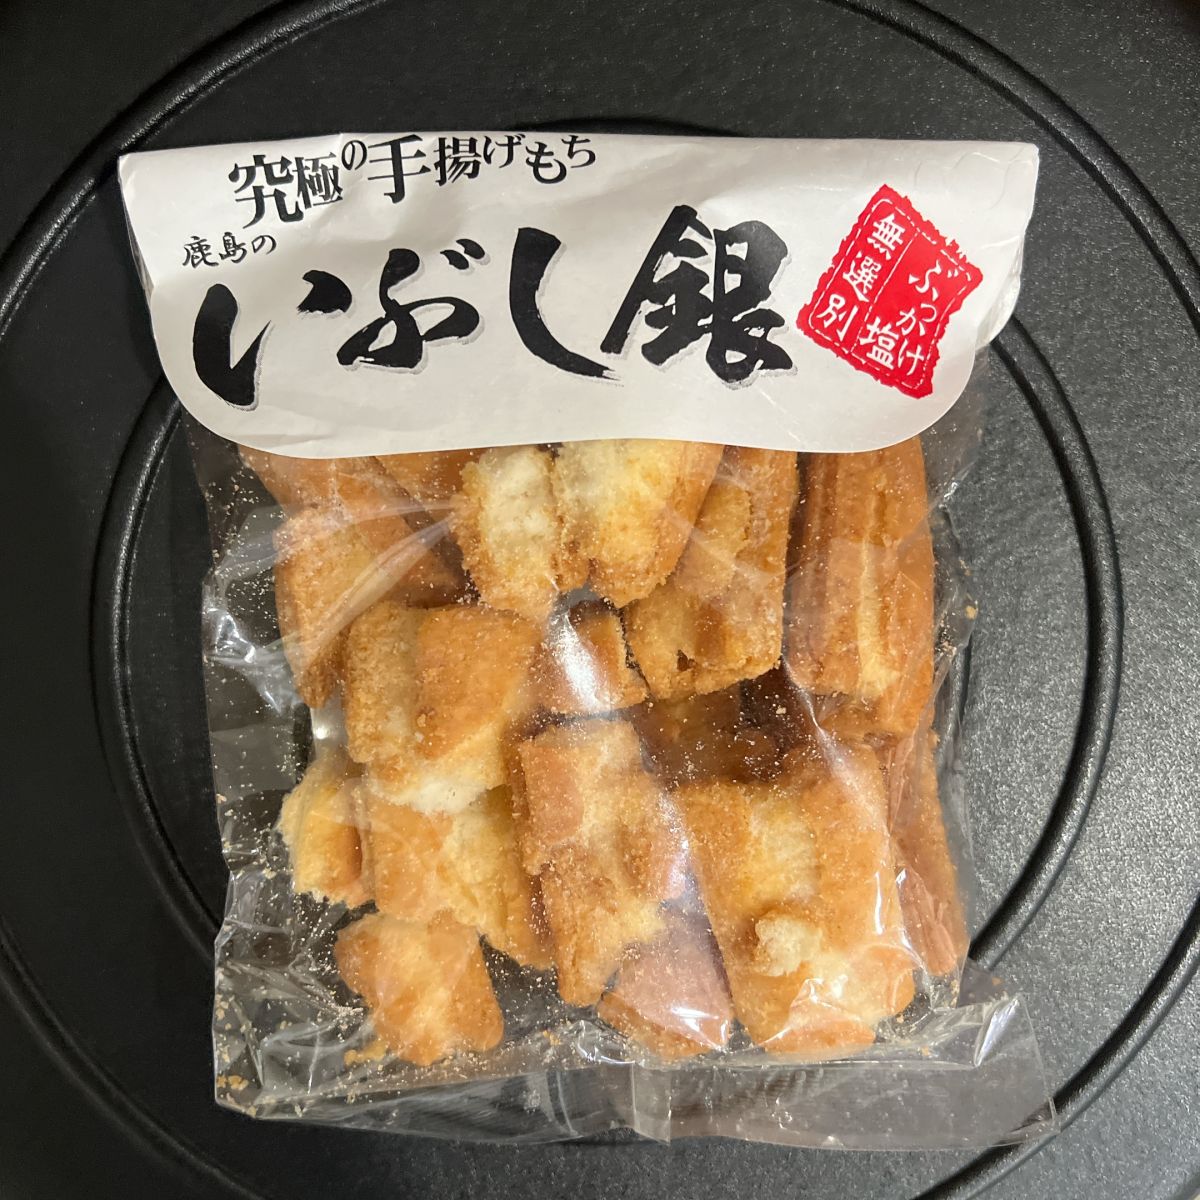 究極の手揚げもち
鹿島の
いぶし銀
ぶっかけ塩
無選別